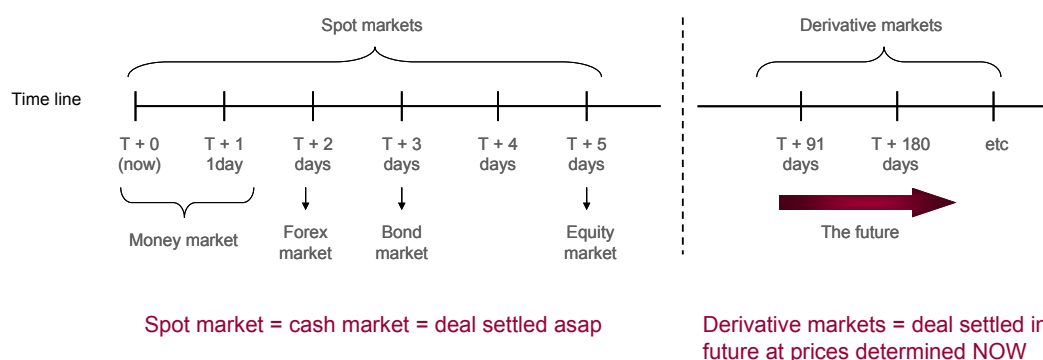 Spot markets
Derivative markets
Time line
T + 0
(now)
T + 1
1day
T + 2
days
T + 3
days
T + 4
days
T + 5
days
T + 91
days
T + 180
days
etc
Money market
Forex
market
Bond
market
Equity
market
The future
Spot market = cash market = deal settled asap
Derivative markets = deal settled in
future at prices determined NOW